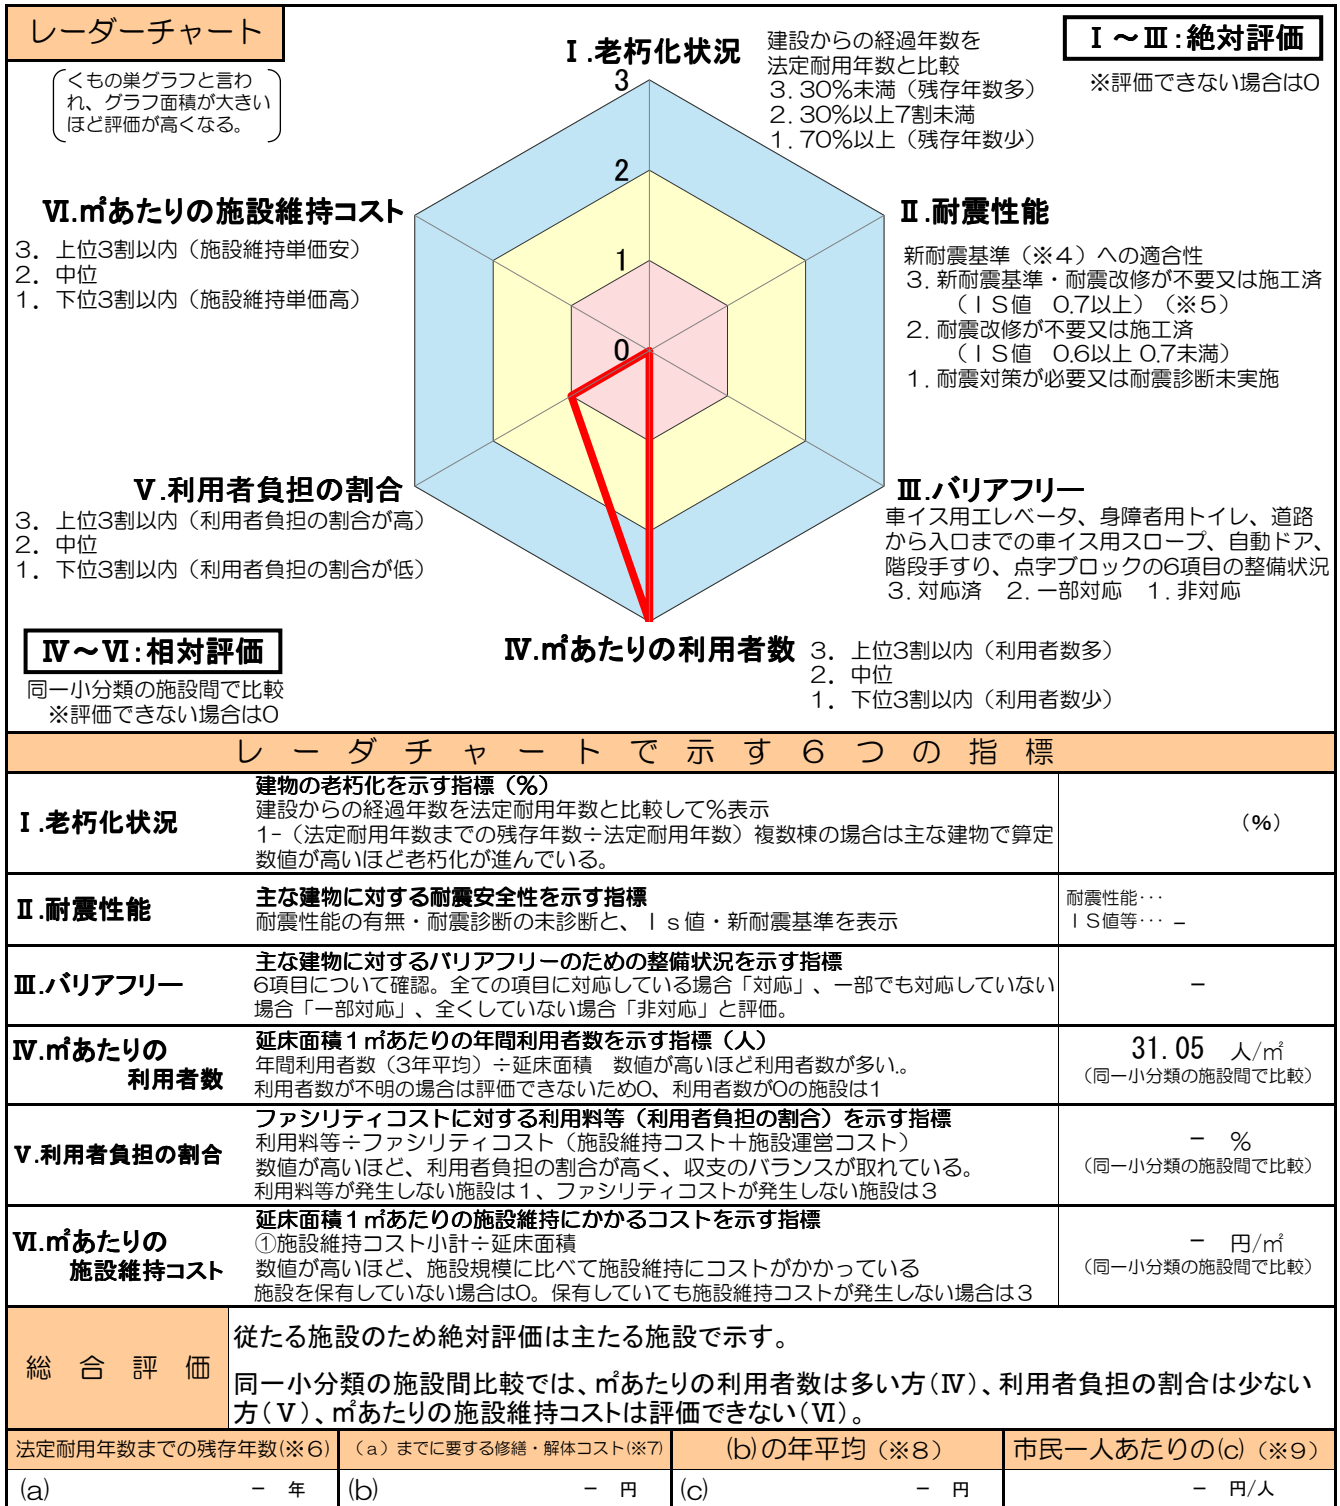 レーダーチャート
くもの巣グラフと言わ
れ、グラフ面積が大きい
ほど評価が高くなる。
Ⅰ.老朽化状況
建設からの経過年数を
法定耐用年数と比較
3. 30%未満（残存年数多）
2. 30%以上7割未満
1. 70%以上（残存年数少）
Ⅰ～Ⅲ:絶対評価
※評価できない場合は0
3
2
1
0
Ⅵ.㎡あたりの施設維持コスト
3. 上位3割以内（施設維持単価安）
2. 中位
1. 下位3割以内（施設維持単価高）
Ⅱ.耐震性能
新耐震基準（※4）への適合性
3. 新耐震基準・耐震改修が不要又は施工済
（ＩＳ値　0.7以上）（※5）
2. 耐震改修が不要又は施工済
（ＩＳ値　0.6以上 0.7未満）
1. 耐震対策が必要又は耐震診断未実施
Ⅴ.利用者負担の割合
3. 上位3割以内（利用者負担の割合が高）
2. 中位
1. 下位3割以内（利用者負担の割合が低）
Ⅲ.バリアフリー
車イス用エレベータ、身障者用トイレ、道路
から入口までの車イス用スロープ、自動ドア、
階段手すり、点字ブロックの6項目の整備状況
3. 対応済　2. 一部対応　1. 非対応
Ⅳ～Ⅵ:相対評価
同一小分類の施設間で比較
※評価できない場合は0
Ⅳ.㎡あたりの利用者数
3. 上位3割以内（利用者数多）
2. 中位
1. 下位3割以内（利用者数少）
レーダチャートで示す６つの指標
Ⅰ.老朽化状況
建物の老朽化を示す指標（%）
建設からの経過年数を法定耐用年数と比較して%表示
1-（法定耐用年数までの残存年数÷法定耐用年数）複数棟の場合は主な建物で算定
数値が高いほど老朽化が進んでいる。
（%）
Ⅱ.耐震性能
主な建物に対する耐震安全性を示す指標
耐震性能の有無・耐震診断の未診断と、Ｉｓ値・新耐震基準を表示
耐震性能･･･
ＩＳ値等･･･ －
Ⅲ.バリアフリー
主な建物に対するバリアフリーのための整備状況を示す指標
6項目について確認。全ての項目に対応している場合「対応」、一部でも対応していない
場合「一部対応」、全くしていない場合「非対応」と評価。
－
Ⅳ.㎡あたりの
利用者数
延床面積１㎡あたりの年間利用者数を示す指標（人）
年間利用者数（3年平均）÷延床面積　数値が高いほど利用者数が多い。
利用者数が不明の場合は評価できないため0、利用者数が0の施設は1
31.05 人/㎡
（同一小分類の施設間で比較）
Ⅴ.利用者負担の割合
ファシリティコストに対する利用料等（利用者負担の割合）を示す指標
利用料等÷ファシリティコスト（施設維持コスト＋施設運営コスト）
数値が高いほど、利用者負担の割合が高く、収支のバランスが取れている。
利用料等が発生しない施設は１、ファシリティコストが発生しない施設は３
－ %
（同一小分類の施設間で比較）
Ⅵ.㎡あたりの
施設維持コスト
延床面積１㎡あたりの施設維持にかかるコストを示す指標
①施設維持コスト小計÷延床面積
数値が高いほど、施設規模に比べて施設維持にコストがかかっている
施設を保有していない場合は0。保有していても施設維持コストが発生しない場合は３
－ 円/㎡
（同一小分類の施設間で比較）
総合評価
従たる施設のため絶対評価は主たる施設で示す。
同一小分類の施設間比較では、㎡あたりの利用者数は多い方(Ⅳ)、利用者負担の割合は少ない
方(Ⅴ)、㎡あたりの施設維持コストは評価できない(Ⅵ)。
法定耐用年数までの残存年数(※6)
（a）までに要する修繕・解体コスト(※7)
(b)の年平均（※8）
市民一人あたりの(c)（※9）
(a) － 年
(b) － 円
(c) － 円
－ 円/人